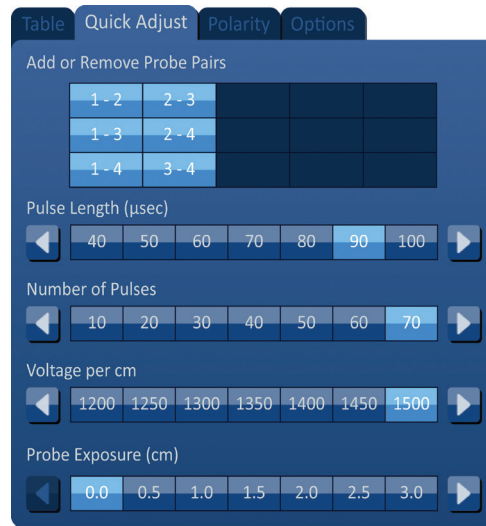 Table Quick Adjust Polarity Options
Add or Remove Probe Pairs
1 - 2 2 - 3
1 - 3 2 - 4
1 - 4 3 - 4
Pulse Length (μsec)
40 50 60 70 80 90 100
Number of Pulses
10 20 30 40 50 60 70
Voltage per cm
1200 1250 1300 1350 1400 1450 1500
Probe Exposure (cm)
0.0 0.5 1.0 1.5 2.0 2.5 3.0